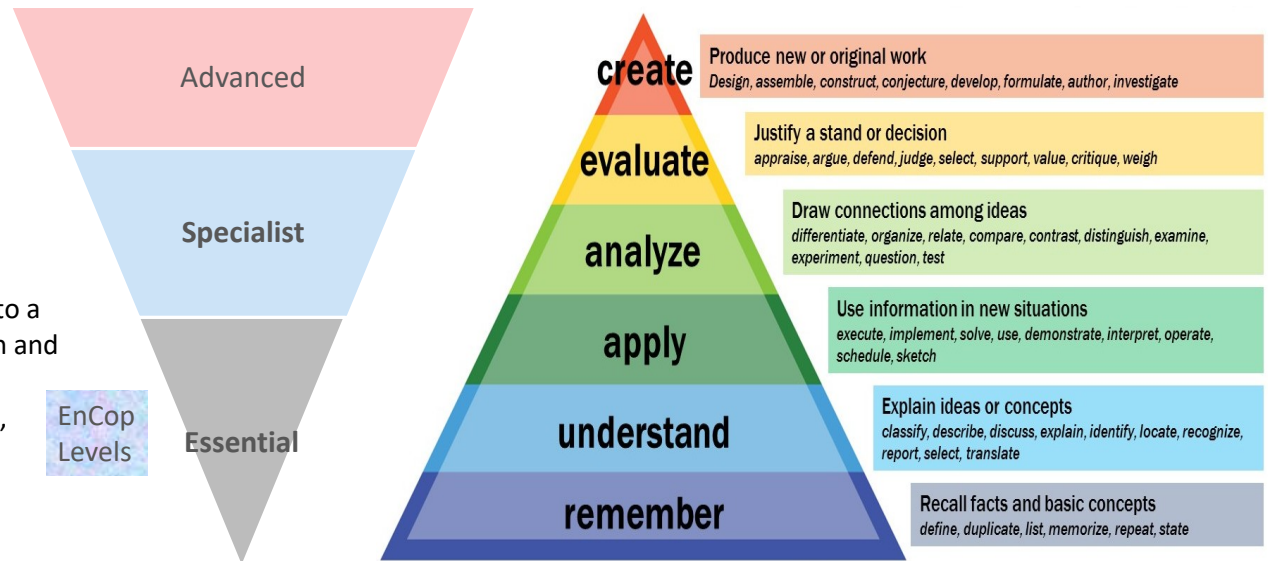 Advanced
Specialist
to a
n and
,
EnCop
Levels
Essential
create
Produce new or original work
Design, assemble, construct, conjecture, develop, formulate, author, investigate
evaluate
Justify a stand or decision
appraise, argue, defend, judge, select, support, value, critique, weigh
analyze
Draw connections among ideas
differentiate, organize, relate, compare, contrast, distinguish, examine,
experiment, question, test
apply
Use information in new situations
execute, implement, solve, use, demonstrate, interpret, operate,
schedule, sketch
understand
Explain ideas or concepts
classify, describe, discuss, explain, identify, locate, recognize,
report, select, translate
remember
Recall facts and basic concepts
define, duplicate, list, memorize, repeat, state